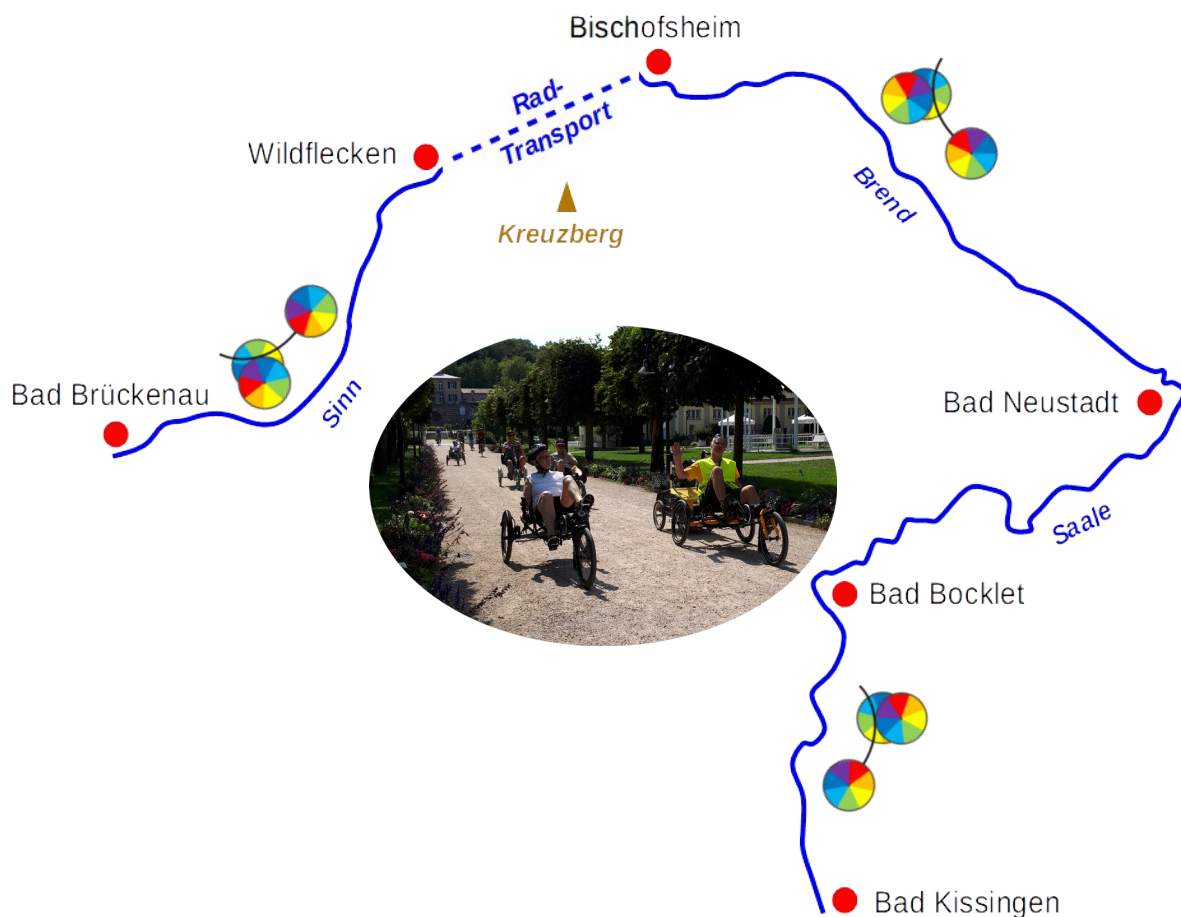 Bischofsheim
Rad-
Transport
Wildflecken
Kreuzberg
Brend
Bad Brückenau
Sinn
Bad Neustadt
Saale
Bad Bocklet
Bad Kissingen